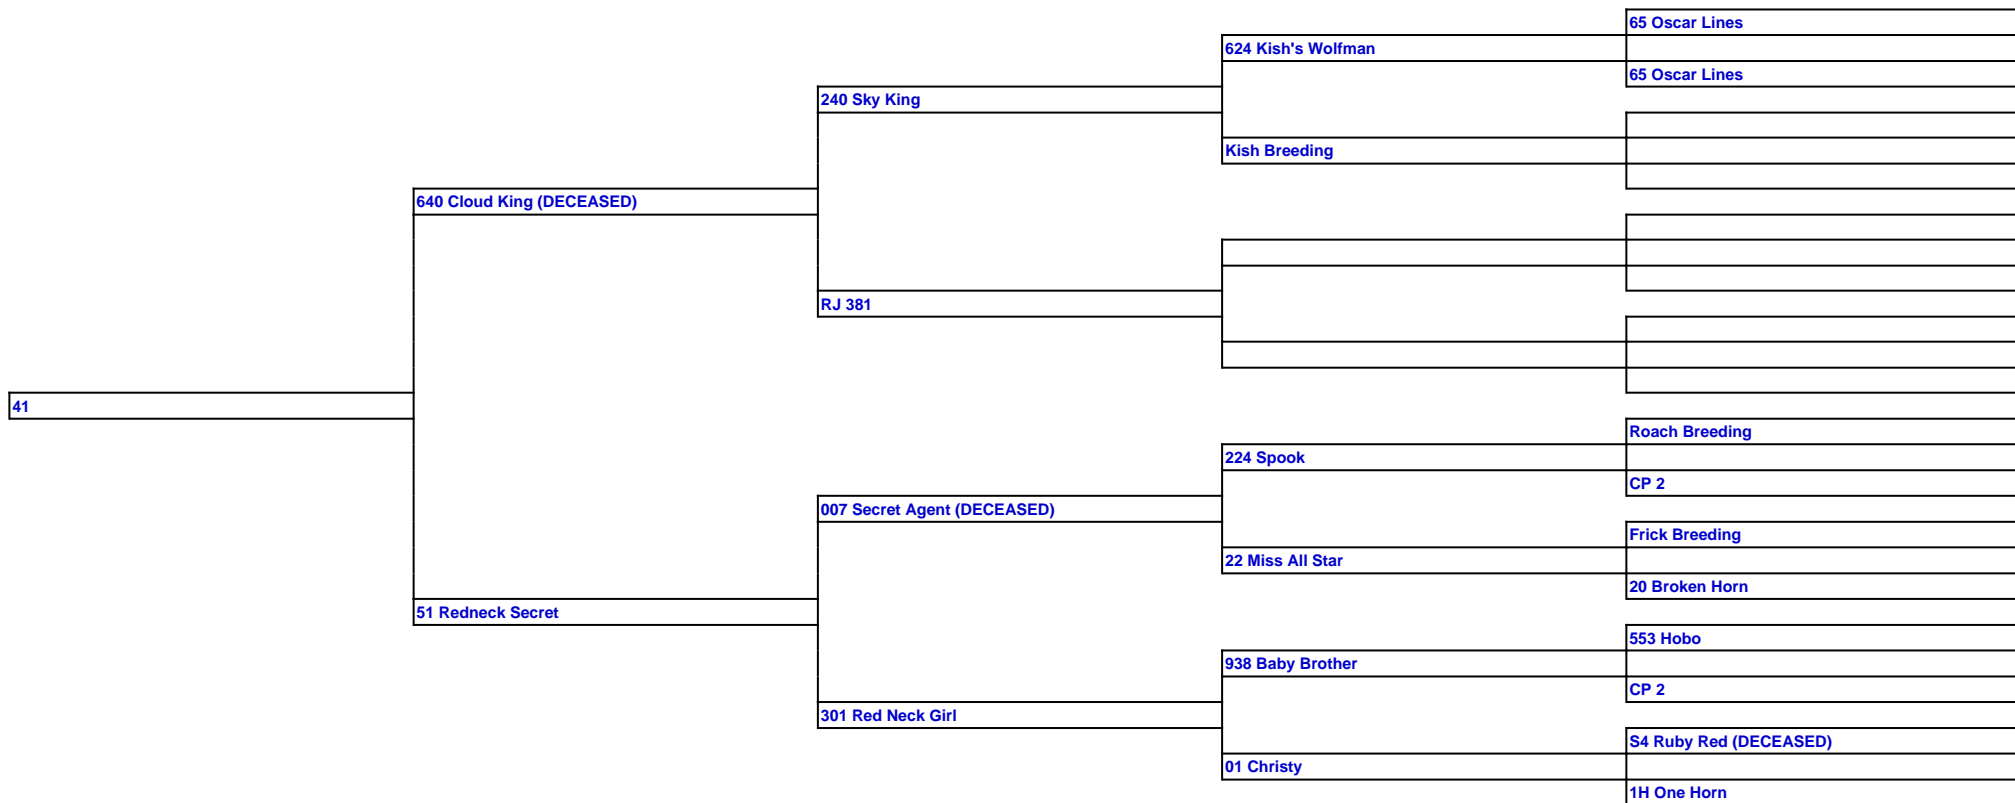 65 Oscar Lines
624 Kish's Wolfman
65 Oscar Lines
240 Sky King
Kish Breeding
640 Cloud King (DECEASED)
RJ 381
41
Roach Breeding
224 Spook
CP 2
007 Secret Agent (DECEASED)
Frick Breeding
22 Miss All Star
20 Broken Horn
51 Redneck Secret
553 Hobo
938 Baby Brother
CP 2
301 Red Neck Girl
S4 Ruby Red (DECEASED)
01 Christy
1H One Horn